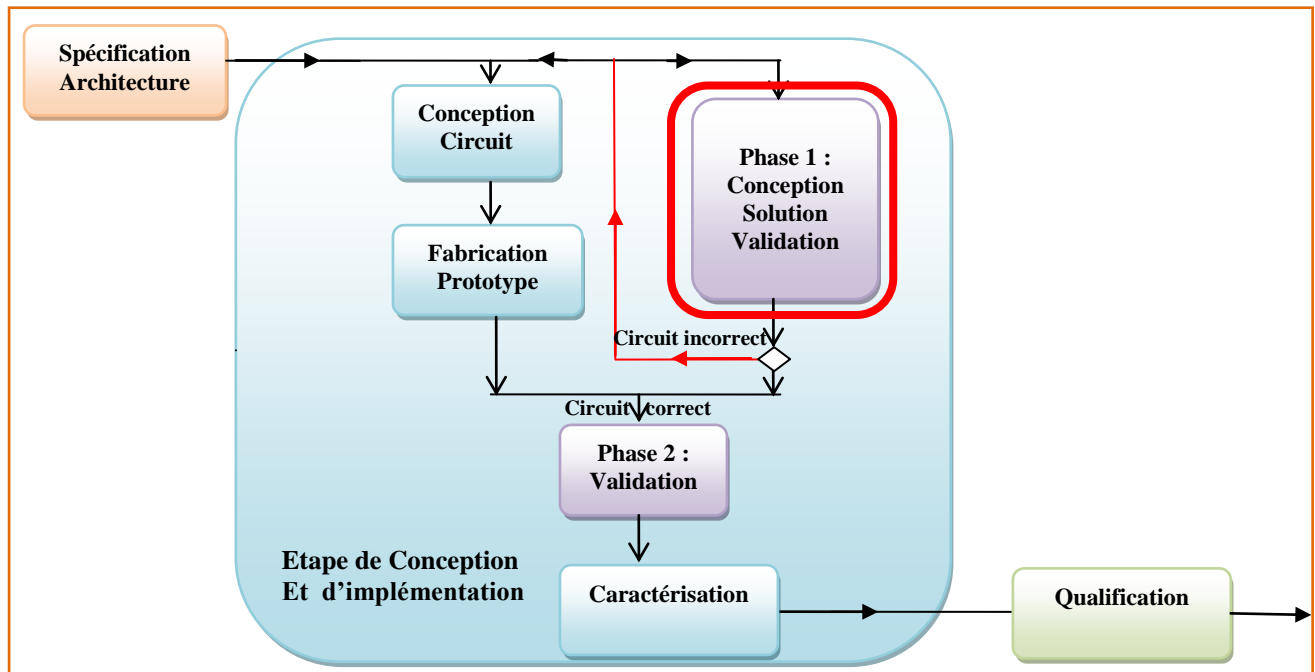 Spécification
Architecture
Conception
Circuit
Phase 1 :
Conception
Solution
Validation
Fabrication
Prototype
Circuit incorrect
Circuit correct
Phase 2 :
Validation
Etape de Conception
Et d'implémentation
Caractérisation
Qualification